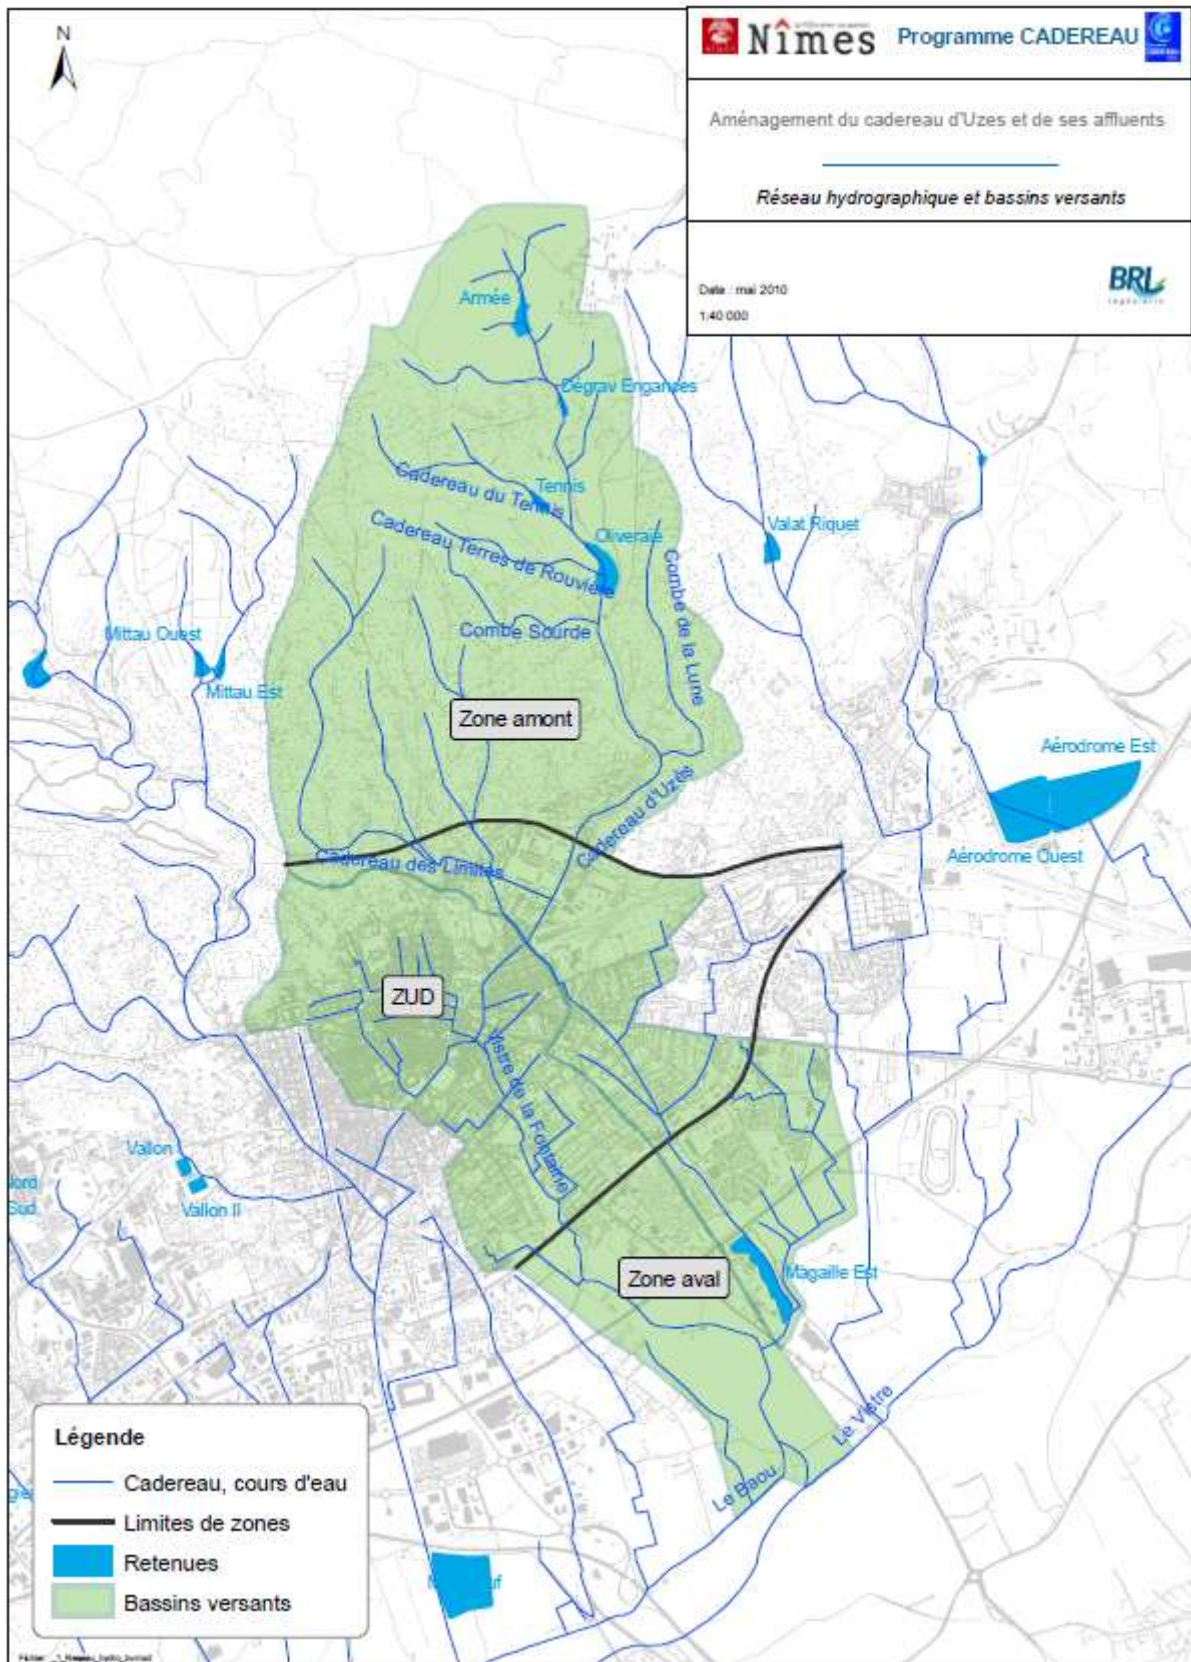 N
Nîmes
Programme CADEREAU
Aménagement du cadereau d'Uzes et de ses affluents
Réseau hydrographique et bassins versants
Date : mai 2010
1:40 000
BRL
Ingénierie
Armée
Dégrav Engances
Cadereau du Tennis
Tennis
Cadereau Terres de Rouvière
Oliveraie
Combe de la Lune
Valat Riquet
Combe Sourde
Mittau Ouest
Mittau Est
Zone amont
Aérodrome Est
Aérodrome Ouest
Cadereau d'Uzès
Cadereau des Limites
ZUD
Vistre de la Fontaine
Vallon
Vallon II
Nord
Sud
Zone aval
Magaille Est
Le Vistre
Le Baou
Légende
Cadereau, cours d'eau
Limites de zones
Retenues
Bassins versants